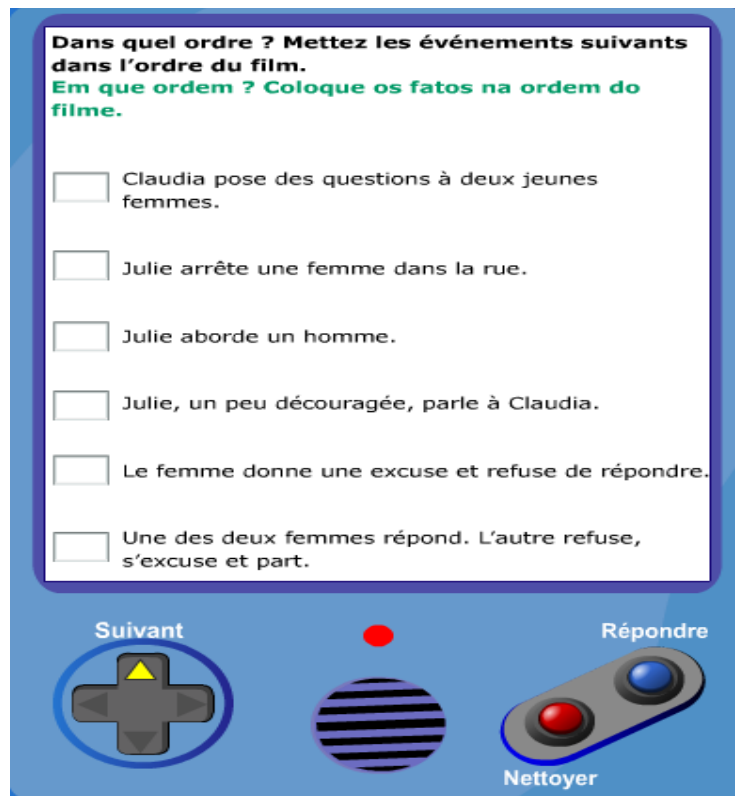 Dans quel ordre ? Mettez les événements suivants
dans l'ordre du film.
Em que ordem ? Coloque os fatos na ordem do
filme.
Claudia pose des questions à deux jeunes
femmes.
Julie arrête une femme dans la rue.
Julie aborde un homme.
Julie, un peu découragée, parle à Claudia.
Le femme donne une excuse et refuse de répondre.
Une des deux femmes répond. L'autre refuse,
s'excuse et part.
Suivant
Répondre
Nettoyer